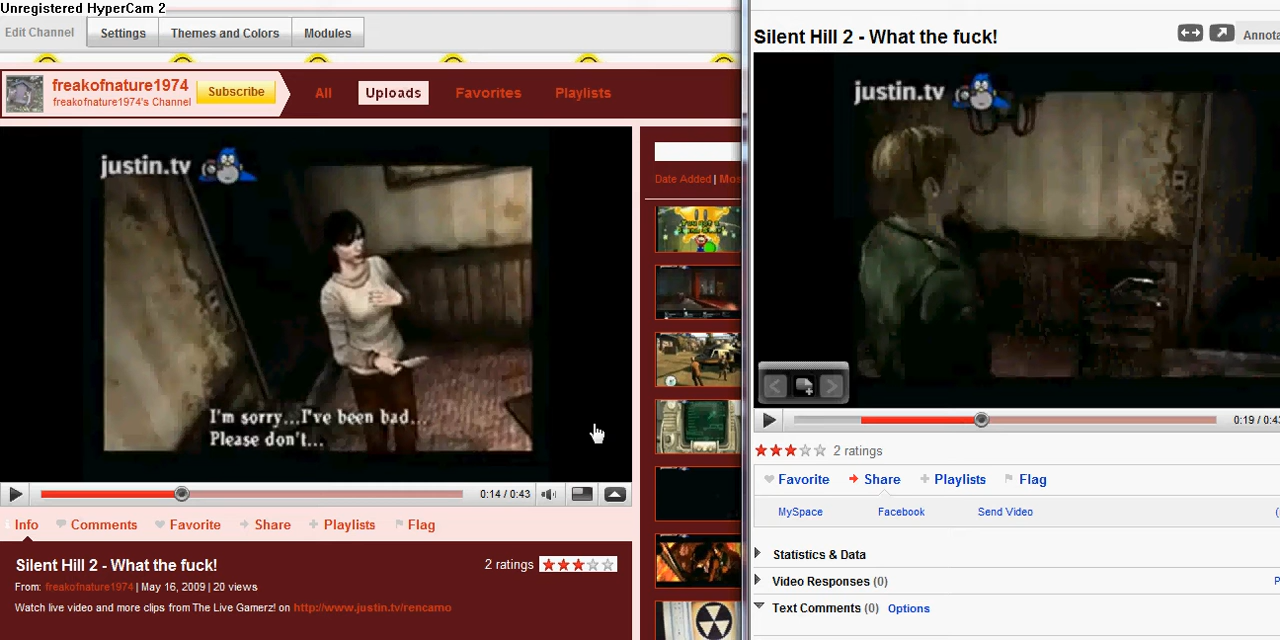 Unregistered HyperCam 2
Edit Channel
Settings
Themes and Colors
Modules
freakofnature1974
freakofnature1974's Channel
Subscribe
All
Uploads
Favorites
Playlists
justin.tv
I'm sorry...I've been bad...
Please don't...
0:14 / 0:43
Info
Comments
Favorite
Share
Playlists
Flag
Silent Hill 2 - What the fuck!
2 ratings
From: freakofnature1974 | May 16, 2009 | 20 views
Watch live video and more clips from The Live Gamerz! on http://www.justin.tv/rencamo
Date Added | Mos
Silent Hill 2 - What the fuck!
Annota
justin.tv
0:19 / 0:43
2 ratings
Favorite
Share
Playlists
Flag
MySpace
Facebook
Send Video
Statistics & Data
Video Responses (0)
Text Comments (0) Options